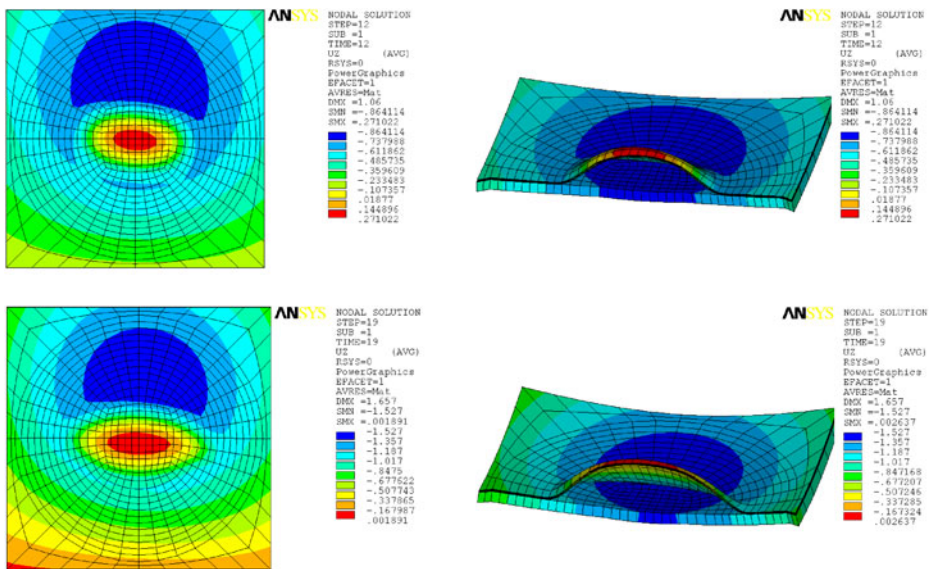 ANSYS
NODAL SOLUTION
STEP=12
SUB =1
TIME=12
UZ (AVG)
RSYS=0
PowerGraphics
EFACET=1
AVRES=Mat
DMX =1.06
SMN =-.864114
SMX =.271022
-.864114
-.737988
-.611862
-.485735
-.359609
-.233483
-.107357
.01877
.144896
.271022
ANSYS
NODAL SOLUTION
STEP=12
SUB =1
TIME=12
UZ (AVG)
RSYS=0
PowerGraphics
EFACET=1
AVRES=Mat
DMX =1.06
SMN =-.864114
SMX =.271022
-.864114
-.737988
-.611862
-.485735
-.359609
-.233483
-.107357
.01877
.144896
.271022
ANSYS
NODAL SOLUTION
STEP=19
SUB =1
TIME=19
UZ (AVG)
RSYS=0
PowerGraphics
EFACET=1
AVRES=Mat
DMX =1.657
SMN =-1.527
SMX =.001891
-1.527
-1.357
-1.187
-1.017
-.8475
-.677622
-.507743
-.337865
-.167987
.001891
ANSYS
NODAL SOLUTION
STEP=19
SUB =1
TIME=19
UZ (AVG)
RSYS=0
PowerGraphics
EFACET=1
AVRES=Mat
DMX =1.657
SMN =-1.527
SMX =.002637
-1.527
-1.357
-1.187
-1.017
-.847168
-.677207
-.507246
-.337285
-.167324
.002637